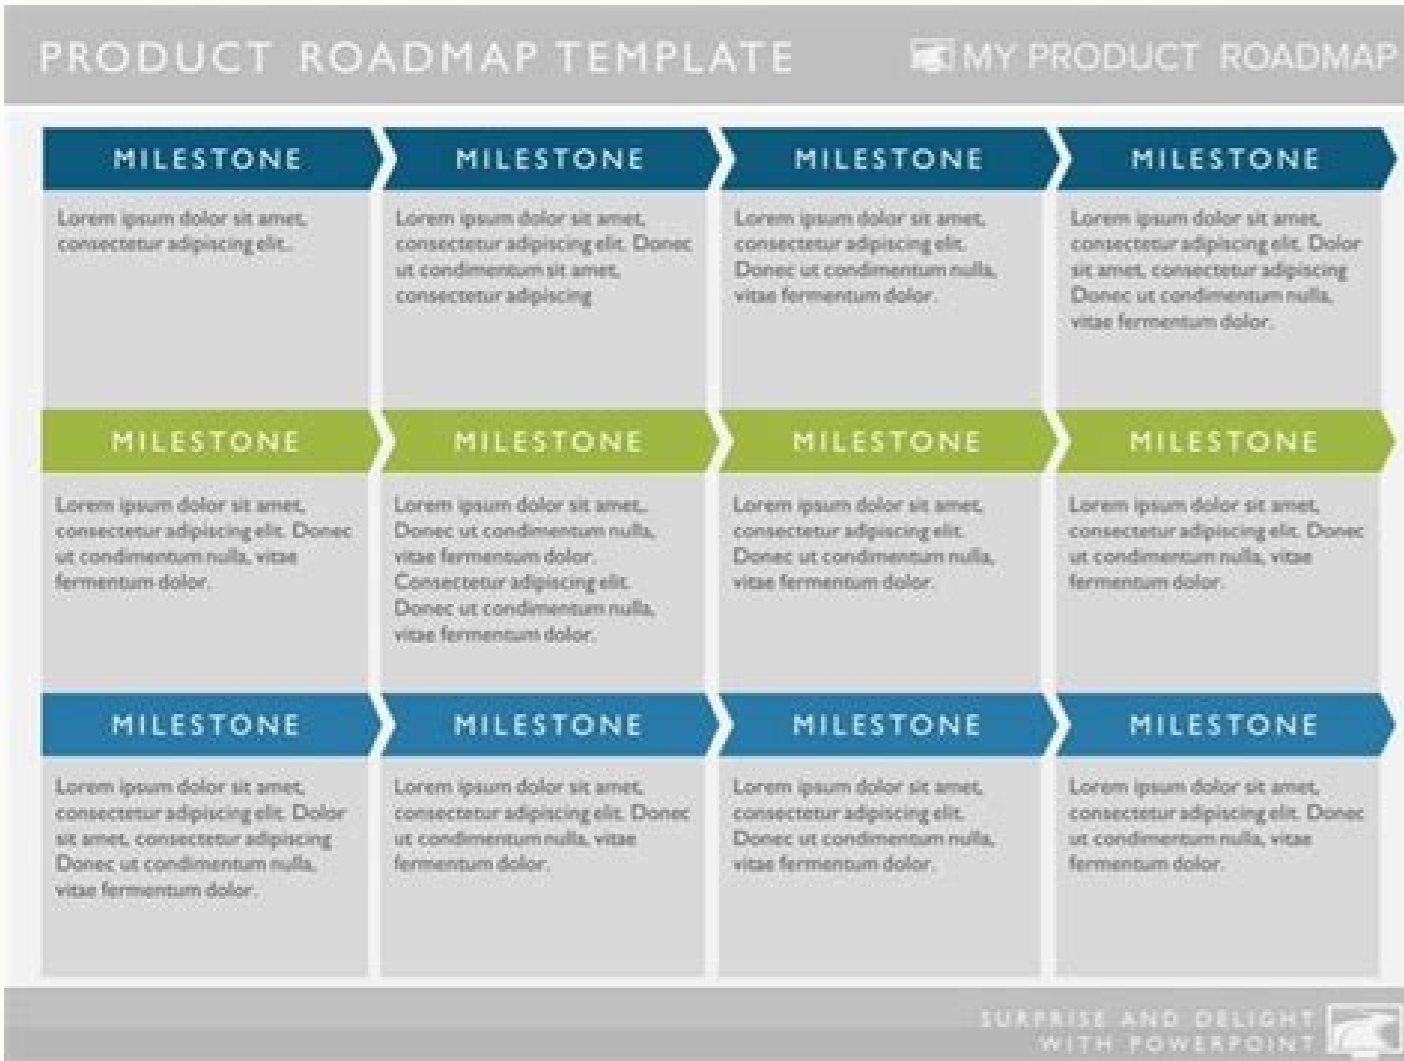 PRODUCT ROADMAP TEMPLATE
MY PRODUCT ROADMAP
MILESTONE
Lorem ipsum dolor sit amet,
consectetur adipiscing elit.
MILESTONE
Lorem ipsum dolor sit amet,
consectetur adipiscing elit. Donec
ut condimentum sit amet,
consectetur adipiscing
MILESTONE
Lorem ipsum dolor sit amet,
consectetur adipiscing elit.
Donec ut condimentum nulla,
vitae fermentum dolor.
MILESTONE
Lorem ipsum dolor sit amet,
consectetur adipiscing elit. Dolor
sit amet, consectetur adipiscing
Donec ut condimentum nulla,
vitae fermentum dolor.
MILESTONE
Lorem ipsum dolor sit amet,
consectetur adipiscing elit. Donec
ut condimentum nulla, vitae
fermentum dolor.
MILESTONE
Lorem ipsum dolor sit amet,.
Donec ut condimentum nulla,
vitae fermentum dolor.
Consectetur adipiscing elit.
Donec ut condimentum nulla,
vitae fermentum dolor.
MILESTONE
Lorem ipsum dolor sit amet,
consectetur adipiscing elit.
Donec ut condimentum nulla,
vitae fermentum dolor.
MILESTONE
Lorem ipsum dolor sit amet,
consectetur adipiscing elit. Donec
ut condimentum nulla, vitae
fermentum dolor.
MILESTONE
Lorem ipsum dolor sit amet,
consectetur adipiscing elit. Dolor
sit amet, consectetur adipiscing
Donec ut condimentum nulla,
vitae fermentum dolor.
MILESTONE
Lorem ipsum dolor sit amet,
consectetur adipiscing elit. Donec
ut condimentum nulla, vitae
fermentum dolor.
MILESTONE
Lorem ipsum dolor sit amet,
consectetur adipiscing elit.
Donec ut condimentum nulla,
vitae fermentum dolor.
MILESTONE
Lorem ipsum dolor sit amet,
consectetur adipiscing elit. Donec
ut condimentum nulla, vitae
fermentum dolor.
SURPRISE AND DELIGHT
WITH POWERPOINT